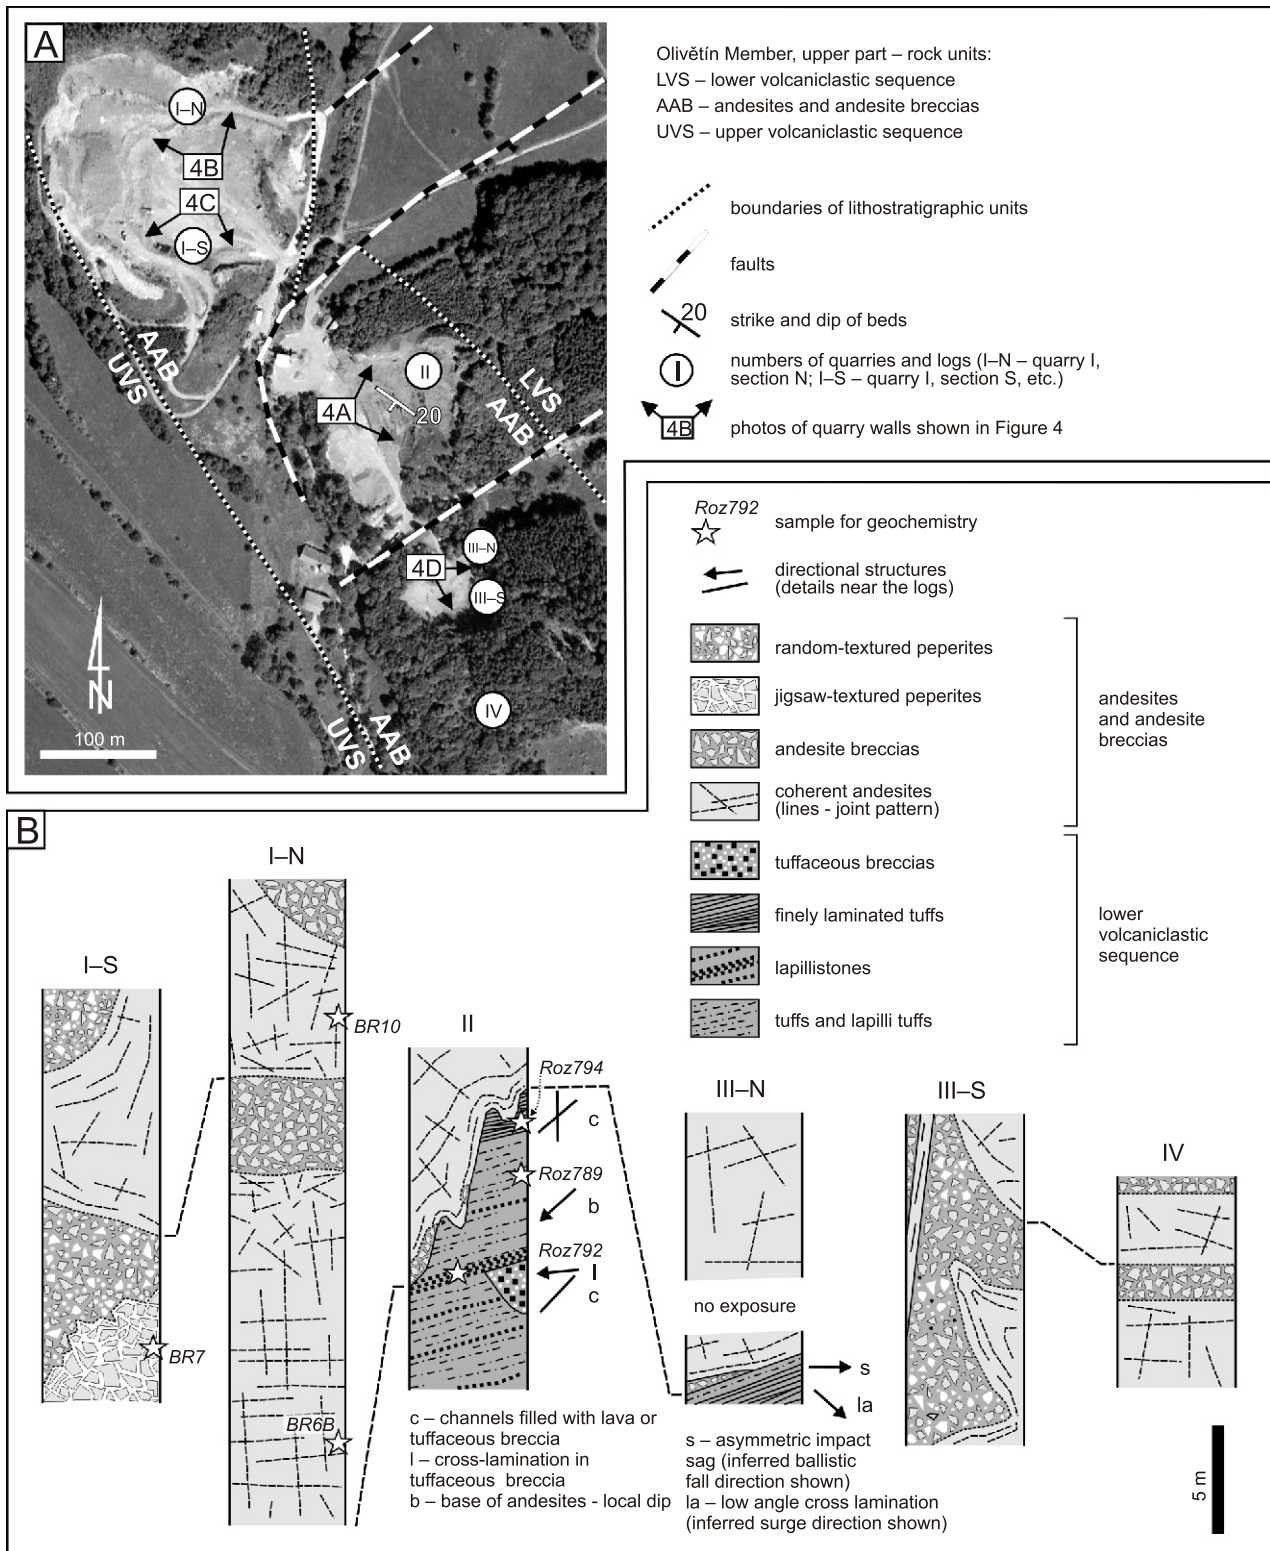 A
I–N
4B
4C
I–S
AAB
UVS
II
4A
20
LVS
AAB
III–N
4D
III–S
IV
N
100 m
UVS
AAB
Olivětín Member, upper part – rock units:
LVS – lower volcaniclastic sequence
AAB – andesites and andesite breccias
UVS – upper volcaniclastic sequence
boundaries of lithostratigraphic units
faults
20
strike and dip of beds
I
numbers of quarries and logs (I–N – quarry I,
section N; I–S – quarry I, section S, etc.)
4B
photos of quarry walls shown in Figure 4
Roz792
sample for geochemistry
directional structures
(details near the logs)
random-textured peperites
jigsaw-textured peperites
andesite breccias
coherent andesites
(lines - joint pattern)
andesites
and andesite
breccias
tuffaceous breccias
finely laminated tuffs
lapillistones
tuffs and lapilli tuffs
lower
volcaniclastic
sequence
B
I–S
BR7
I–N
BR10
BR6B
II
Roz794
c
Roz789
b
Roz792
l
c
c – channels filled with lava or
tuffaceous breccia
l – cross-lamination in
tuffaceous breccia
b – base of andesites - local dip
III–N
no exposure
s
la
s – asymmetric impact
sag (inferred ballistic
fall direction shown)
la – low angle cross lamination
(inferred surge direction shown)
III–S
IV
5 m